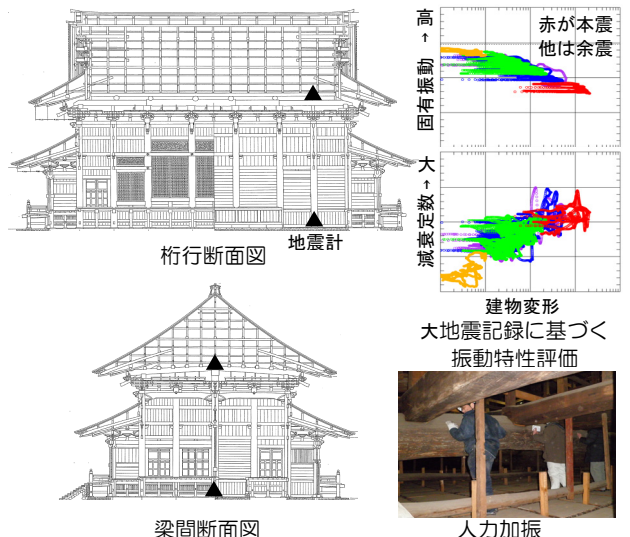 赤が本震
他は余震
固有振動 → 高
減衰定数 → 大
地震計
桁行断面図
建物変形
大地震記録に基づく
振動特性評価
梁間断面図
人力加振